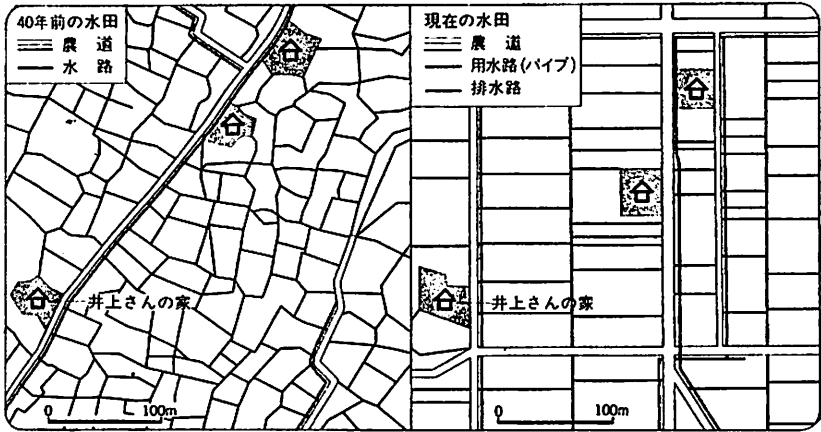 40年前の水田
農 道
水 路
井上さんの家
0 100m
現在の水田
農 道
用水路(パイプ)
排水路
井上さんの家
0 100m